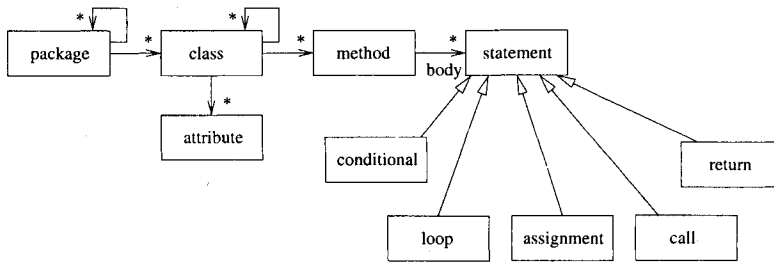 * *
package * class * method * statement
body
*
attribute
conditional
return
loop assignment call